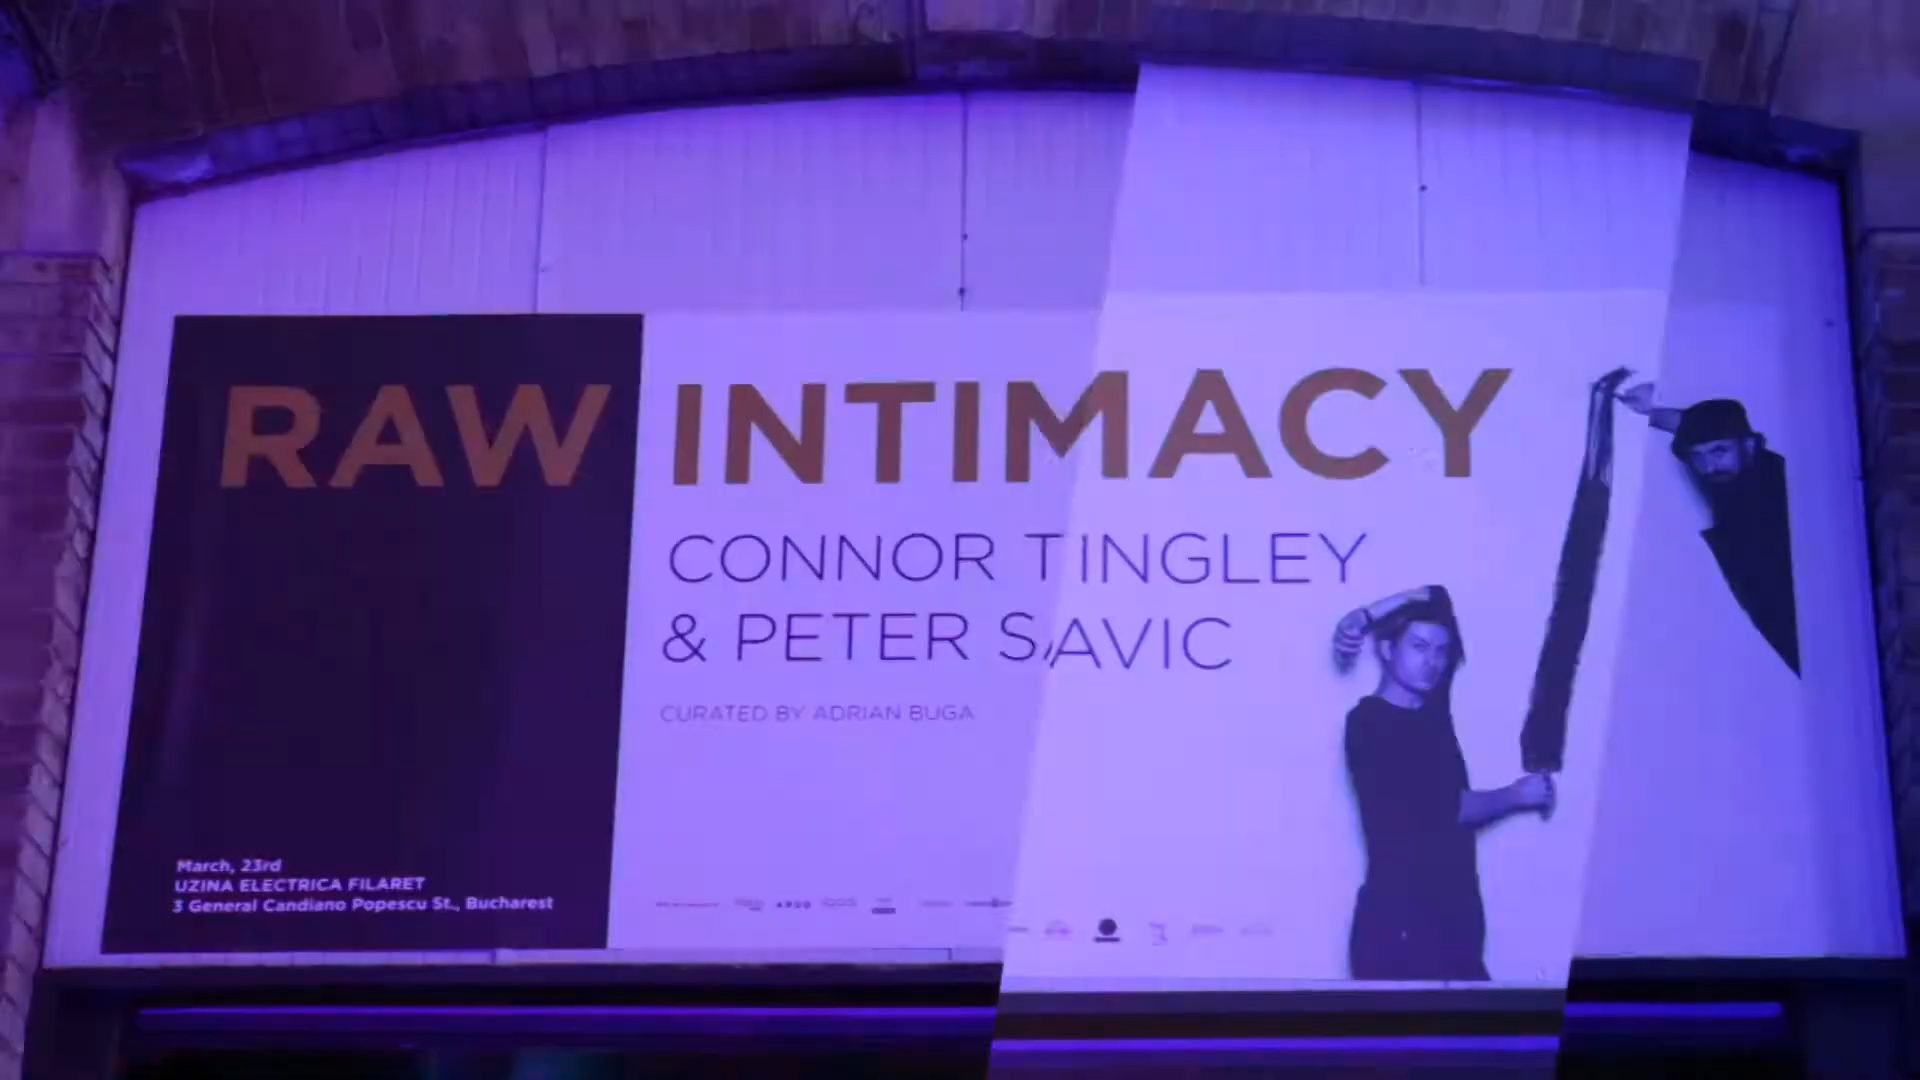 RAW INTIMACY
CONNOR TINGLEY
& PETER SAVIC
CURATED BY ADRIAN BUGA
March, 23rd
UZINA ELECTRICA FILARET
3 General Candiano Popescu St., Bucharest